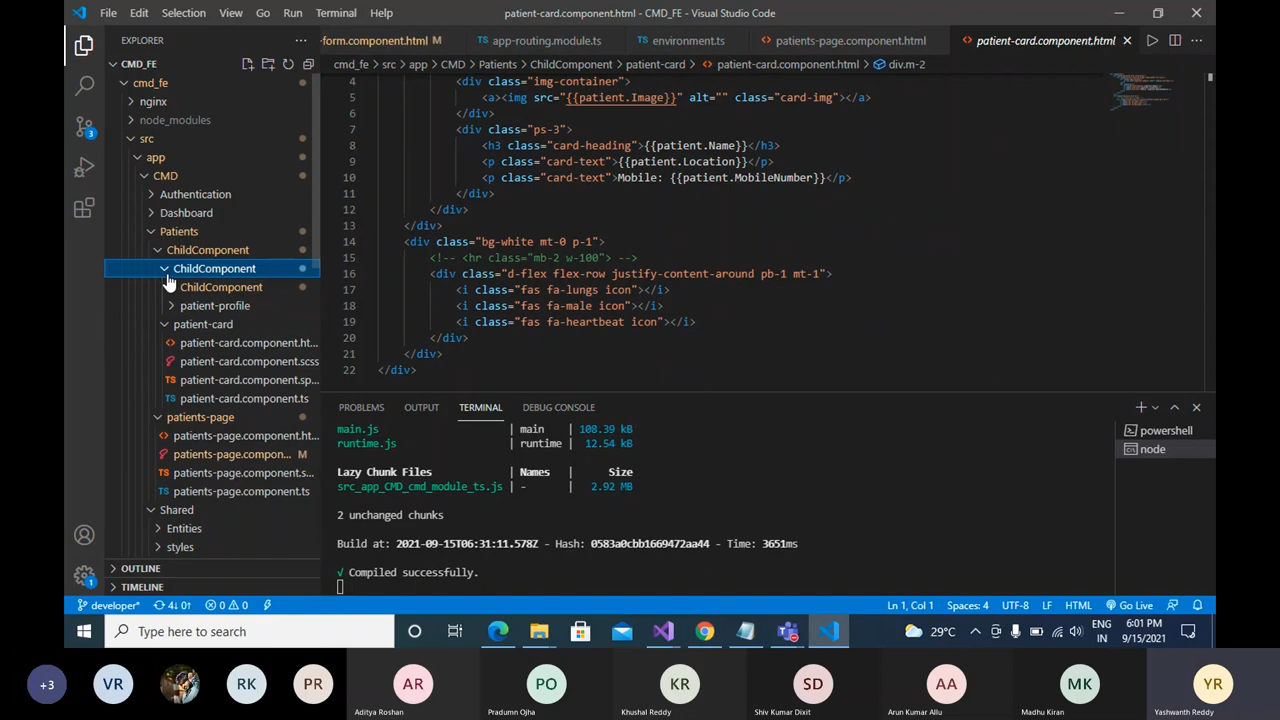 File Edit Selection View Go Run Terminal Help
patient-card.component.html - CMD_FE - Visual Studio Code
EXPLORER
-form.component.html M
app-routing.module.ts
environment.ts
patients-page.component.html
patient-card.component.html
CMD_FE
cmd_fe > src > app > CMD > Patients > ChildComponent > patient-card > patient-card.component.html > div.m-2
cmd_fe
nginx
node_modules
src
app
CMD
Authentication
Dashboard
Patients
ChildComponent
ChildComponent
ChildComponent
patient-profile
patient-card
patient-card.component.ht...
patient-card.component.scss
patient-card.component.sp...
patient-card.component.ts
patients-page
patients-page.component.ht...
patients-page.compon... M
patients-page.component.s...
patients-page.component.ts
Shared
Entities
styles
OUTLINE
TIMELINE
3
1
4 <div class="img-container">
5 <a><img src="{{patient.Image}}" alt="" class="card-img"></a>
6 </div>
7 <div class="ps-3">
8 <h3 class="card-heading">{{patient.Name}}</h3>
9 <p class="card-text">{{patient.Location}}</p>
10 <p class="card-text">Mobile: {{patient.MobileNumber}}</p>
11 </div>
12 </div>
13 </div>
14 <div class="bg-white mt-0 p-1">
15 <!-- <hr class="mb-2 w-100"> -->
16 <div class="d-flex flex-row justify-content-around pb-1 mt-1">
17 <i class="fas fa-lungs icon"></i>
18 <i class="fas fa-male icon"></i>
19 <i class="fas fa-heartbeat icon"></i>
20 </div>
21 </div>
22 </div>
PROBLEMS OUTPUT TERMINAL DEBUG CONSOLE
main.js | main | 108.39 kB
runtime.js | runtime | 12.54 kB
Lazy Chunk Files | Names | Size
src_app_CMD_cmd_module_ts.js | - | 2.92 MB
2 unchanged chunks
Build at: 2021-09-15T06:31:11.578Z - Hash: 0583a0cbb1669472aa44 - Time: 3651ms
√ Compiled successfully.
powershell
node
developer* 4↓ 0↑ 0 0 Ln 1, Col 1 Spaces: 4 UTF-8 LF HTML Go Live
Type here to search
29°C
ENG
IN
6:01 PM
9/15/2021
+3 VR RK PR AR PO KR SD AA MK YR
Aditya Roshan Pradumn Ojha Khushal Reddy Shiv Kumar Dixit Arun Kumar Allu Madhu Kiran Yashwanth Reddy